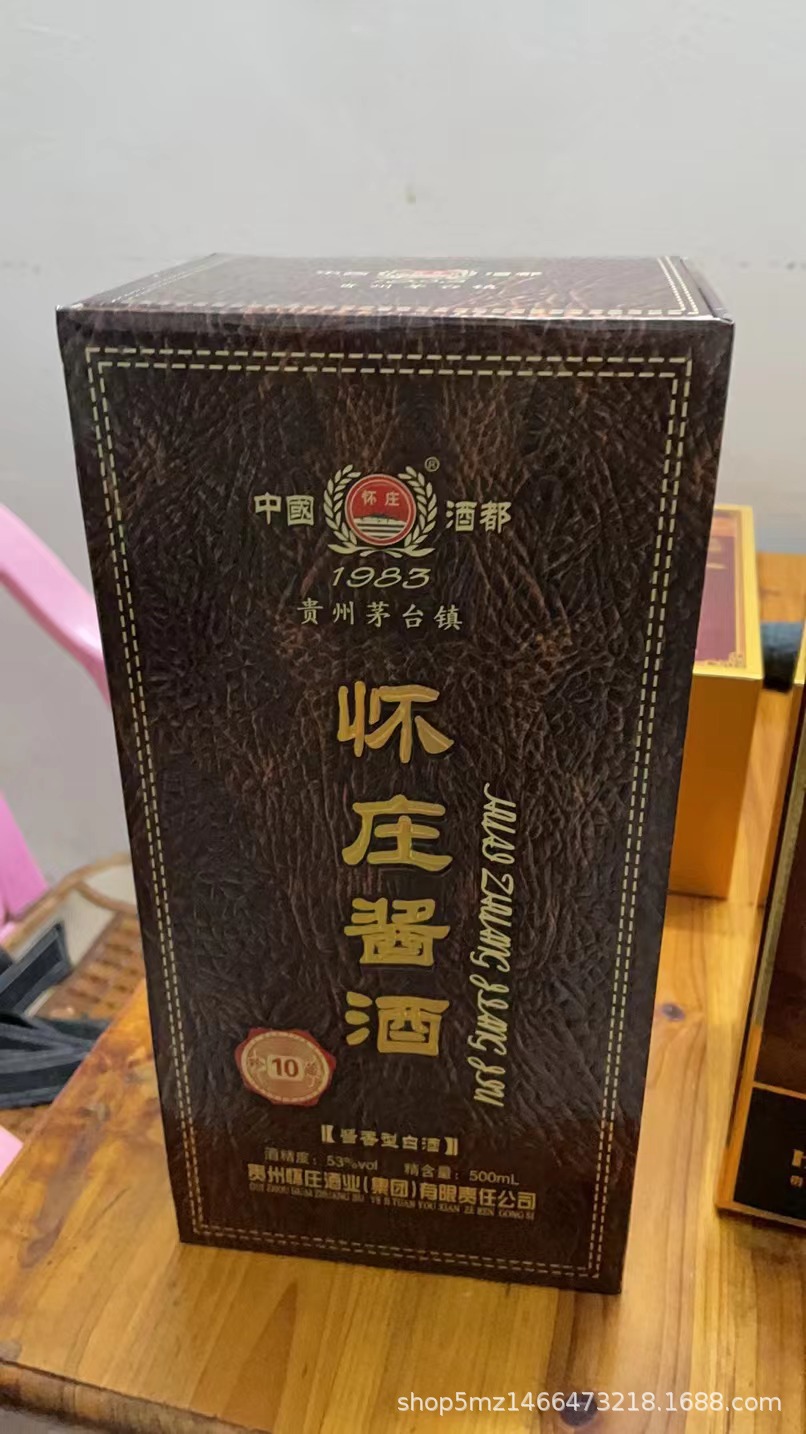 中國 怀庄 ® 酒都
1983
贵州茅台镇
怀庄酱酒
HUAI ZHUANG JIANG JIU
10
【酱香型白酒】
酒精度：53%vol 精含量：500mL
贵州怀庄酒业(集团)有限责任公司
shop5mz1466473218.1688.com